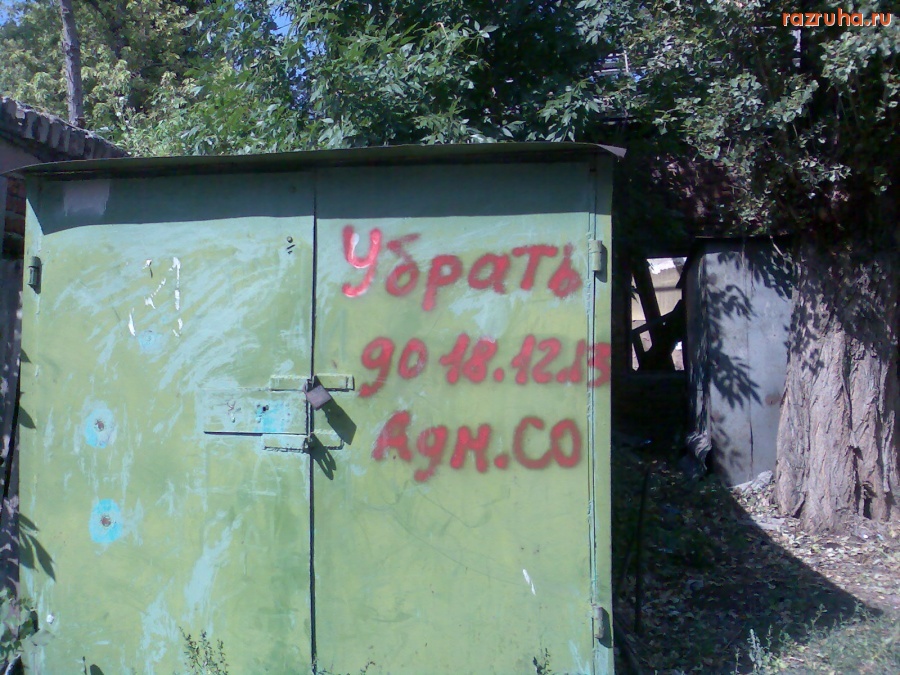 razruha.ru
Убрать
до 18.12.13
Адм.СО